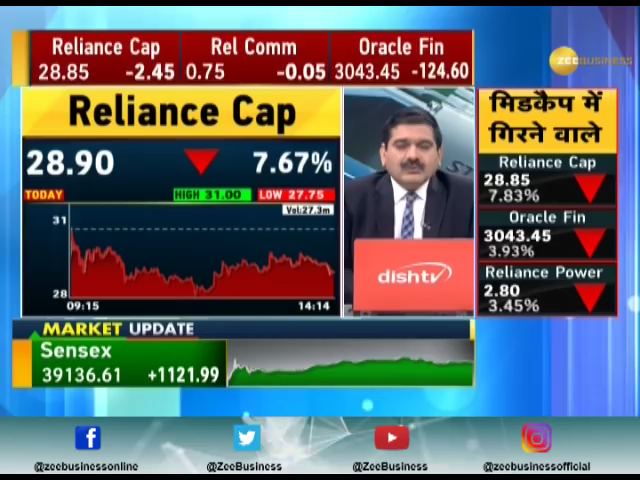 Reliance Cap
28.85 -2.45
Rel Comm
0.75 -0.05
Oracle Fin
3043.45 -124.60
ZEEBUSINESS
Reliance Cap
28.90 7.67%
TODAY HIGH 31.00 LOW 27.75
Vol:27.3m
31
28
09:15 14:14
dishtv
मिडकैप में
गिरने वाले
Reliance Cap
28.85
7.83%
Oracle Fin
3043.45
3.93%
Reliance Power
2.80
3.45%
MARKET UPDATE
Sensex
39136.61 +1121.99
@zeebusinessonline
@ZeeBusiness
@ZeeBusiness
@zeebusinessofficial